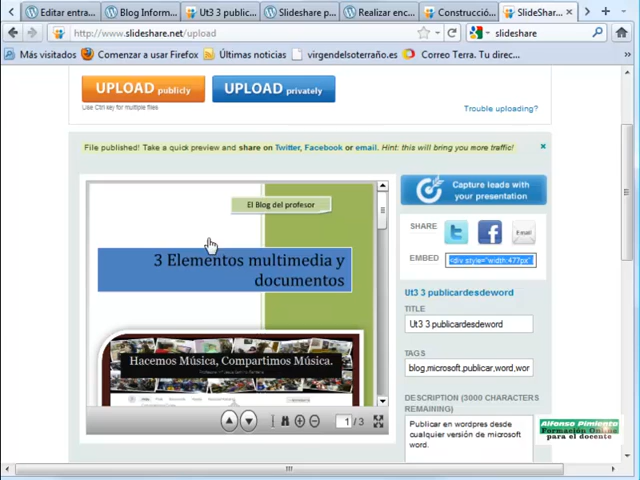 Editar entra...
Blog Inform...
Ut3 3 public...
Slideshare p...
Realizar enc...
Construcció...
SlideShar...
http://www.slideshare.net/upload
slideshare
Más visitados
Comenzar a usar Firefox
Últimas noticias
virgendelsoterraño.es
Correo Terra. Tu direc...
UPLOAD publicly
UPLOAD privately
Use Ctrl key for multiple files
Trouble uploading?
File published! Take a quick preview and share on Twitter, Facebook or email. Hint: this will bring you more traffic!
El Blog del profesor
3 Elementos multimedia y
documentos
Hacemos Música, Compartimos Música.
1 / 3
Capture leads with
your presentation
SHARE
E-mail
EMBED
<div style="width:477px"
Ut3 3 publicardesdeword
TITLE
Ut3 3 publicardesdeword
TAGS
blog,microsoft,publicar,word,wor
DESCRIPTION (3000 CHARACTERS
REMAINING)
Publicar en wordpres desde
cualquier versión de microsoft
word.
Alfonso Pimiento
Formación Online
para el docente